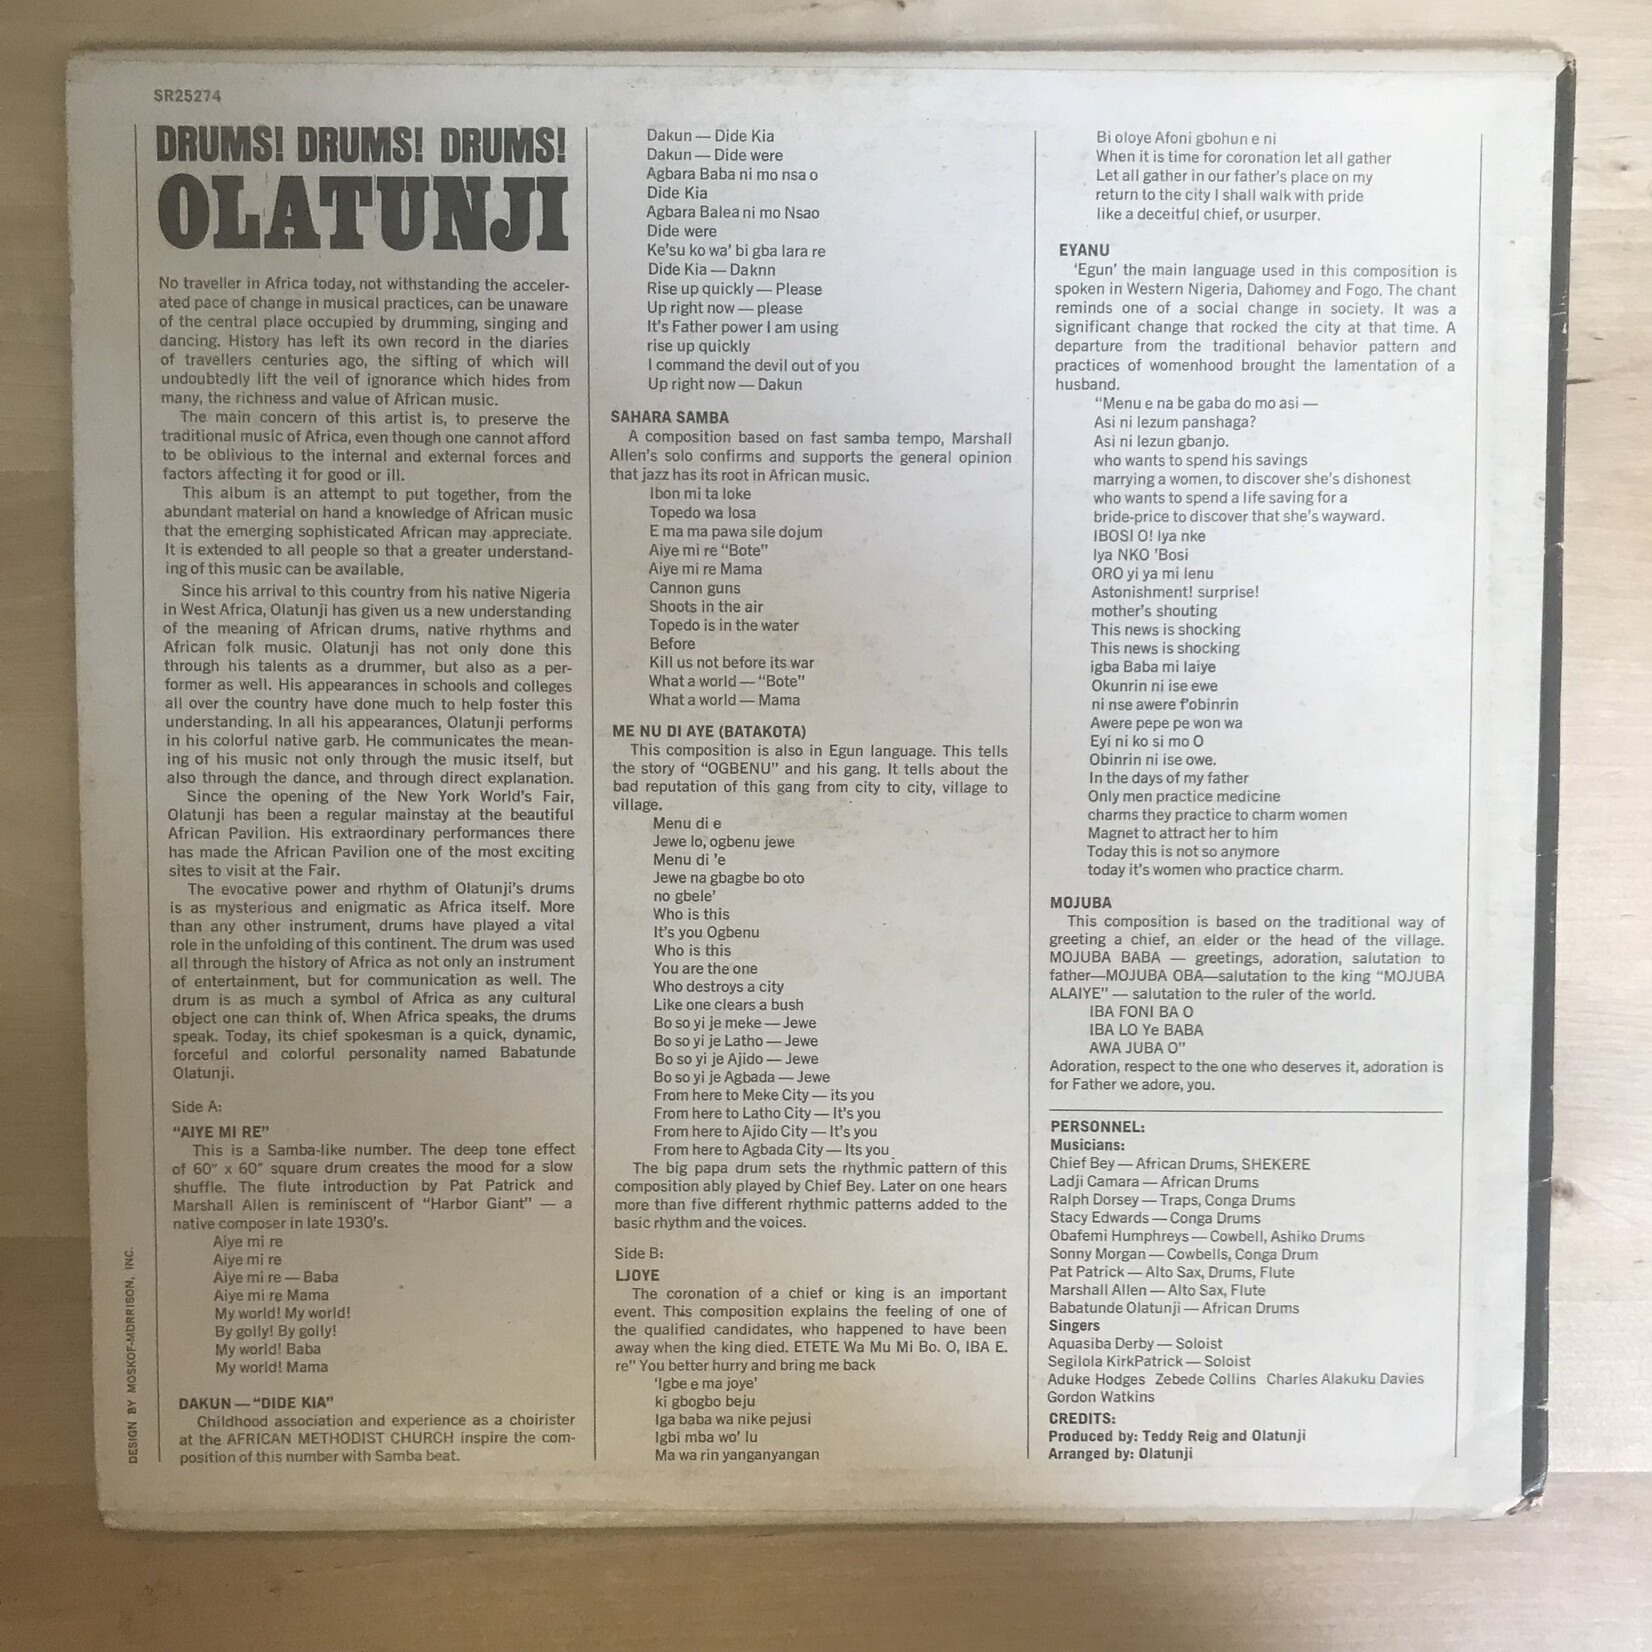 SR25274
DRUMS! DRUMS! DRUMS!
OLATUNJI
No traveller in Africa today, not withstanding the acceler-
ated pace of change in musical practices, can be unaware
of the central place occupied by drumming, singing and
dancing. History has left its own record in the diaries
of travellers centuries ago, the sifting of which will
undoubtedly lift the veil of ignorance which hides from
many, the richness and value of African music.
The main concern of this artist is, to preserve the
traditional music of Africa, even though one cannot afford
to be oblivious to the internal and external forces and
factors affecting it for good or ill.
This album is an attempt to put together, from the
abundant material on hand a knowledge of African music
that the emerging sophisticated African may appreciate.
It is extended to all people so that a greater understand-
ing of this music can be available.
Since his arrival to this country from his native Nigeria
in West Africa, Olatunji has given us a new understanding
of the meaning of African drums, native rhythms and
African folk music. Olatunji has not only done this
through his talents as a drummer, but also as a per-
former as well. His appearances in schools and colleges
all over the country have done much to help foster this
understanding. In all his appearances, Olatunji performs
in his colorful native garb. He communicates the mean-
ing of his music not only through the music itself, but
also through the dance, and through direct explanation.
Since the opening of the New York World's Fair,
Olatunji has been a regular mainstay at the beautiful
African Pavilion. His extraordinary performances there
has made the African Pavilion one of the most exciting
sites to visit at the Fair.
The evocative power and rhythm of Olatunji's drums
is as mysterious and enigmatic as Africa itself. More
than any other instrument, drums have played a vital
role in the unfolding of this continent. The drum was used
all through the history of Africa as not only an instrument
of entertainment, but for communication as well. The
drum is as much a symbol of Africa as any cultural
object one can think of. When Africa speaks, the drums
speak. Today, its chief spokesman is a quick, dynamic,
forceful and colorful personality named Babatunde
Olatunji.
Side A:
"AIYE MI RE"
This is a Samba-like number. The deep tone effect
of 60" x 60" square drum creates the mood for a slow
shuffle. The flute introduction by Pat Patrick and
Marshall Allen is reminiscent of "Harbor Giant" — a
native composer in late 1930's.
Aiye mi re
Aiye mi re
Aiye mi re — Baba
Aiye mi re Mama
My world! My world!
By golly! By golly!
My world! Baba
My world! Mama
DAKUN — "DIDE KIA"
Childhood association and experience as a choirister
at the AFRICAN METHODIST CHURCH inspire the com-
position of this number with Samba beat.
DESIGN BY MOSKOF-MORRISON, INC.
Dakun — Dide Kia
Dakun — Dide were
Agbara Baba ni mo nsa o
Dide Kia
Agbara Balea ni mo Nsao
Dide were
Ke'su ko wa' bi gba lara re
Dide Kia — Daknn
Rise up quickly — Please
Up right now — please
It's Father power I am using
rise up quickly
I command the devil out of you
Up right now — Dakun
SAHARA SAMBA
A composition based on fast samba tempo, Marshall
Allen's solo confirms and supports the general opinion
that jazz has its root in African music.
Ibon mi ta loke
Topedo wa losa
E ma ma pawa sile dojum
Aiye mi re "Bote"
Aiye mi re Mama
Cannon guns
Shoots in the air
Topedo is in the water
Before
Kill us not before its war
What a world — "Bote"
What a world — Mama
ME NU DI AYE (BATAKOTA)
This composition is also in Egun language. This tells
the story of "OGBENU" and his gang. It tells about the
bad reputation of this gang from city to city, village to
village.
Menu di e
Jewe lo, ogbenu jewe
Menu di 'e
Jewe na gbagbe bo oto
no gbele'
Who is this
It's you Ogbenu
Who is this
You are the one
Who destroys a city
Like one clears a bush
Bo so yi je meke — Jewe
Bo so yi je Latho — Jewe
Bo so yi je Ajido — Jewe
Bo so yi je Agbada — Jewe
From here to Meke City — its you
From here to Latho City — It's you
From here to Ajido City — It's you
From here to Agbada City — Its you
The big papa drum sets the rhythmic pattern of this
composition ably played by Chief Bey. Later on one hears
more than five different rhythmic patterns added to the
basic rhythm and the voices.
Side B:
LJOYE
The coronation of a chief or king is an important
event. This composition explains the feeling of one of
the qualified candidates, who happened to have been
away when the king died. ETETE Wa Mu Mi Bo. O, IBA E.
re" You better hurry and bring me back
'Igbe e ma joye'
ki gbogbo beju
Iga baba wa nike pejusi
Igbi mba wo' lu
Ma wa rin yanganyangan
Bi oloye Afoni gbohun e ni
When it is time for coronation let all gather
Let all gather in our father's place on my
return to the city I shall walk with pride
like a deceitful chief, or usurper.
EYANU
'Egun' the main language used in this composition is
spoken in Western Nigeria, Dahomey and Fogo. The chant
reminds one of a social change in society. It was a
significant change that rocked the city at that time. A
departure from the traditional behavior pattern and
practices of womenhood brought the lamentation of a
husband.
"Menu e na be gaba do mo asi —
Asi ni lezum panshaga?
Asi ni lezun gbanjo.
who wants to spend his savings
marrying a women, to discover she's dishonest
who wants to spend a life saving for a
bride-price to discover that she's wayward.
IBOSI O! Iya nke
Iya NKO 'Bosi
ORO yi ya mi lenu
Astonishment! surprise!
mother's shouting
This news is shocking
This news is shocking
igba Baba mi laiye
Okunrin ni ise ewe
ni nse awere f'obinrin
Awere pepe pe won wa
Eyi ni ko si mo O
Obinrin ni ise owe.
In the days of my father
Only men practice medicine
charms they practice to charm women
Magnet to attract her to him
Today this is not so anymore
today it's women who practice charm.
MOJUBA
This composition is based on the traditional way of
greeting a chief, an elder or the head of the village.
MOJUBA BABA — greetings, adoration, salutation to
father—MOJUBA OBA—salutation to the king "MOJUBA
ALAIYE" — salutation to the ruler of the world.
IBA FONI BA O
IBA LO Ye BABA
AWA JUBA O"
Adoration, respect to the one who deserves it, adoration is
for Father we adore, you.
PERSONNEL:
Musicians:
Chief Bey — African Drums, SHEKERE
Ladji Camara — African Drums
Ralph Dorsey — Traps, Conga Drums
Stacy Edwards — Conga Drums
Obafemi Humphreys — Cowbell, Ashiko Drums
Sonny Morgan — Cowbells, Conga Drum
Pat Patrick — Alto Sax, Drums, Flute
Marshall Allen — Alto Sax, Flute
Babatunde Olatunji — African Drums
Singers
Aquasiba Derby — Soloist
Segilola KirkPatrick — Soloist
Aduke Hodges Zebede Collins Charles Alakuku Davies
Gordon Watkins
CREDITS:
Produced by: Teddy Reig and Olatunji
Arranged by: Olatunji